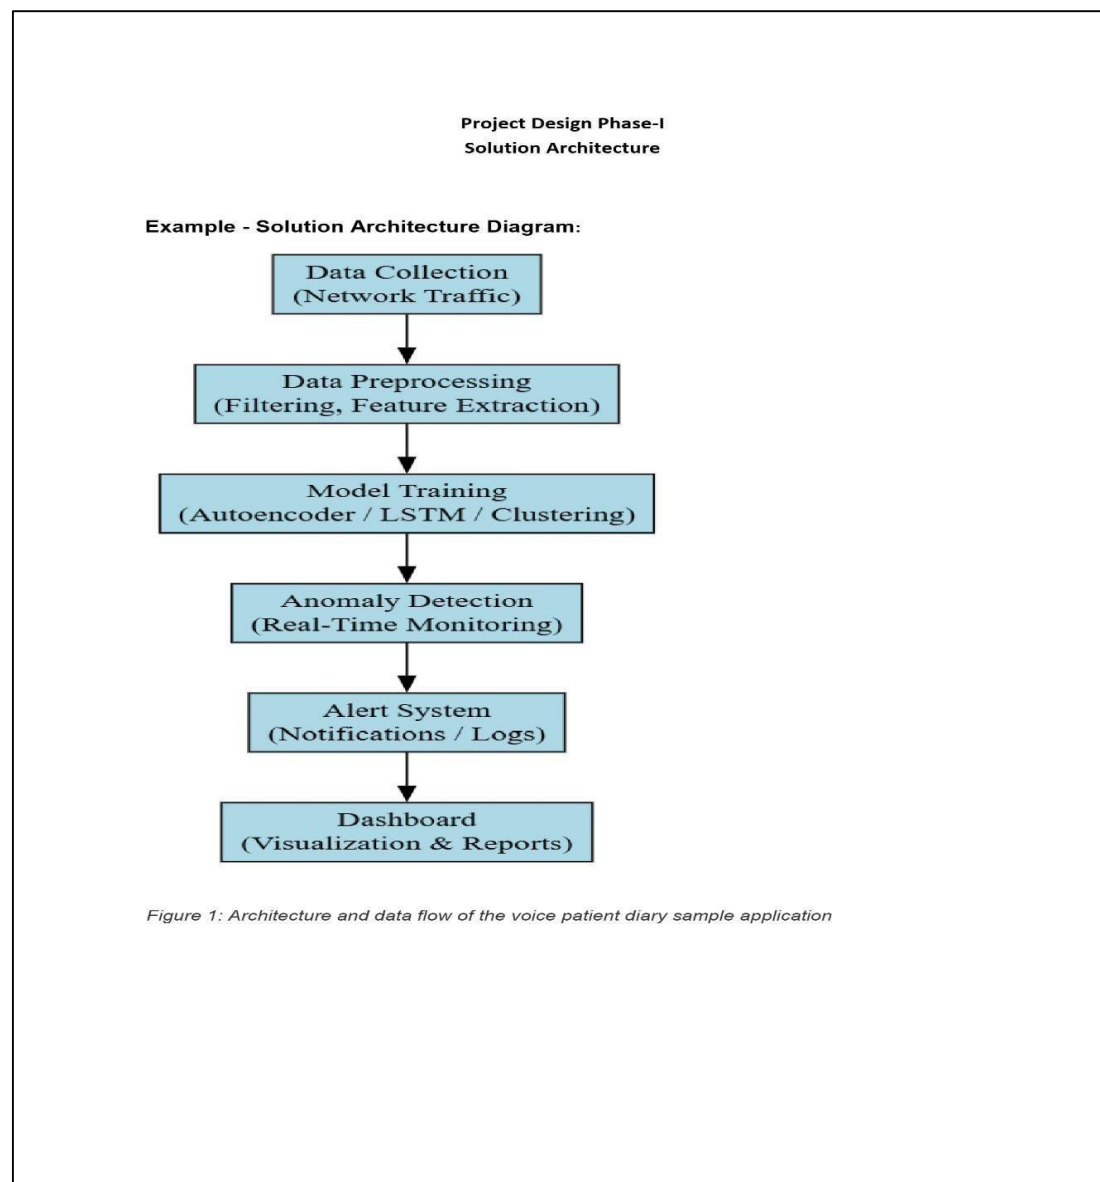 Project Design Phase-I
Solution Architecture
Example - Solution Architecture Diagram:
Data Collection
(Network Traffic)
Data Preprocessing
(Filtering, Feature Extraction)
Model Training
(Autoencoder / LSTM / Clustering)
Anomaly Detection
(Real-Time Monitoring)
Alert System
(Notifications / Logs)
Dashboard
(Visualization & Reports)
Figure 1: Architecture and data flow of the voice patient diary sample application